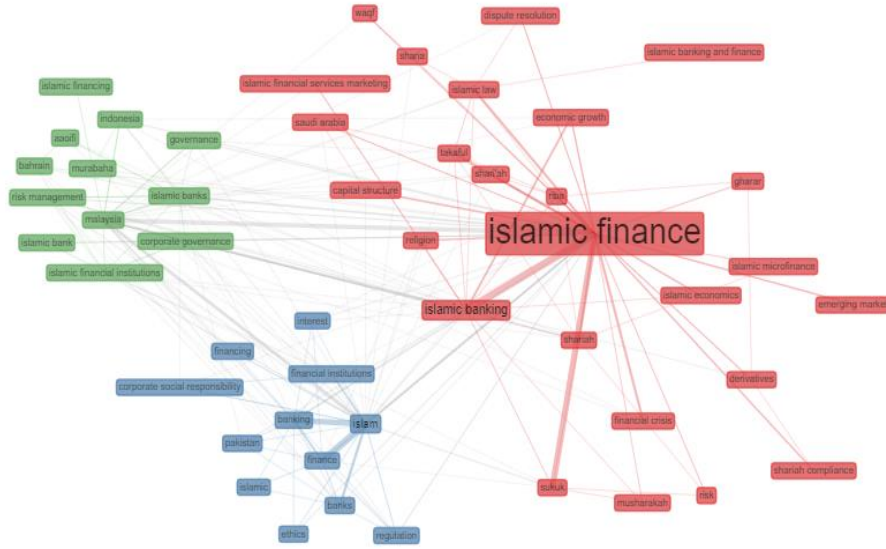 waqf
dispute resolution
sharia
islamic banking and finance
islamic financing
islamic financial services marketing
islamic law
indonesia
saudi arabia
economic growth
aaoifi
governance
takaful
bahrain
murabaha
shari'ah
gharar
risk management
islamic banks
capital structure
riba
malaysia
islamic finance
islamic bank
corporate governance
religion
islamic financial institutions
islamic microfinance
islamic economics
emerging market
islamic banking
interest
shariah
financing
financial institutions
corporate social responsibility
derivatives
banking
islam
financial crisis
pakistan
finance
shariah compliance
islamic
sukuk
banks
musharakah
risk
ethics
regulation